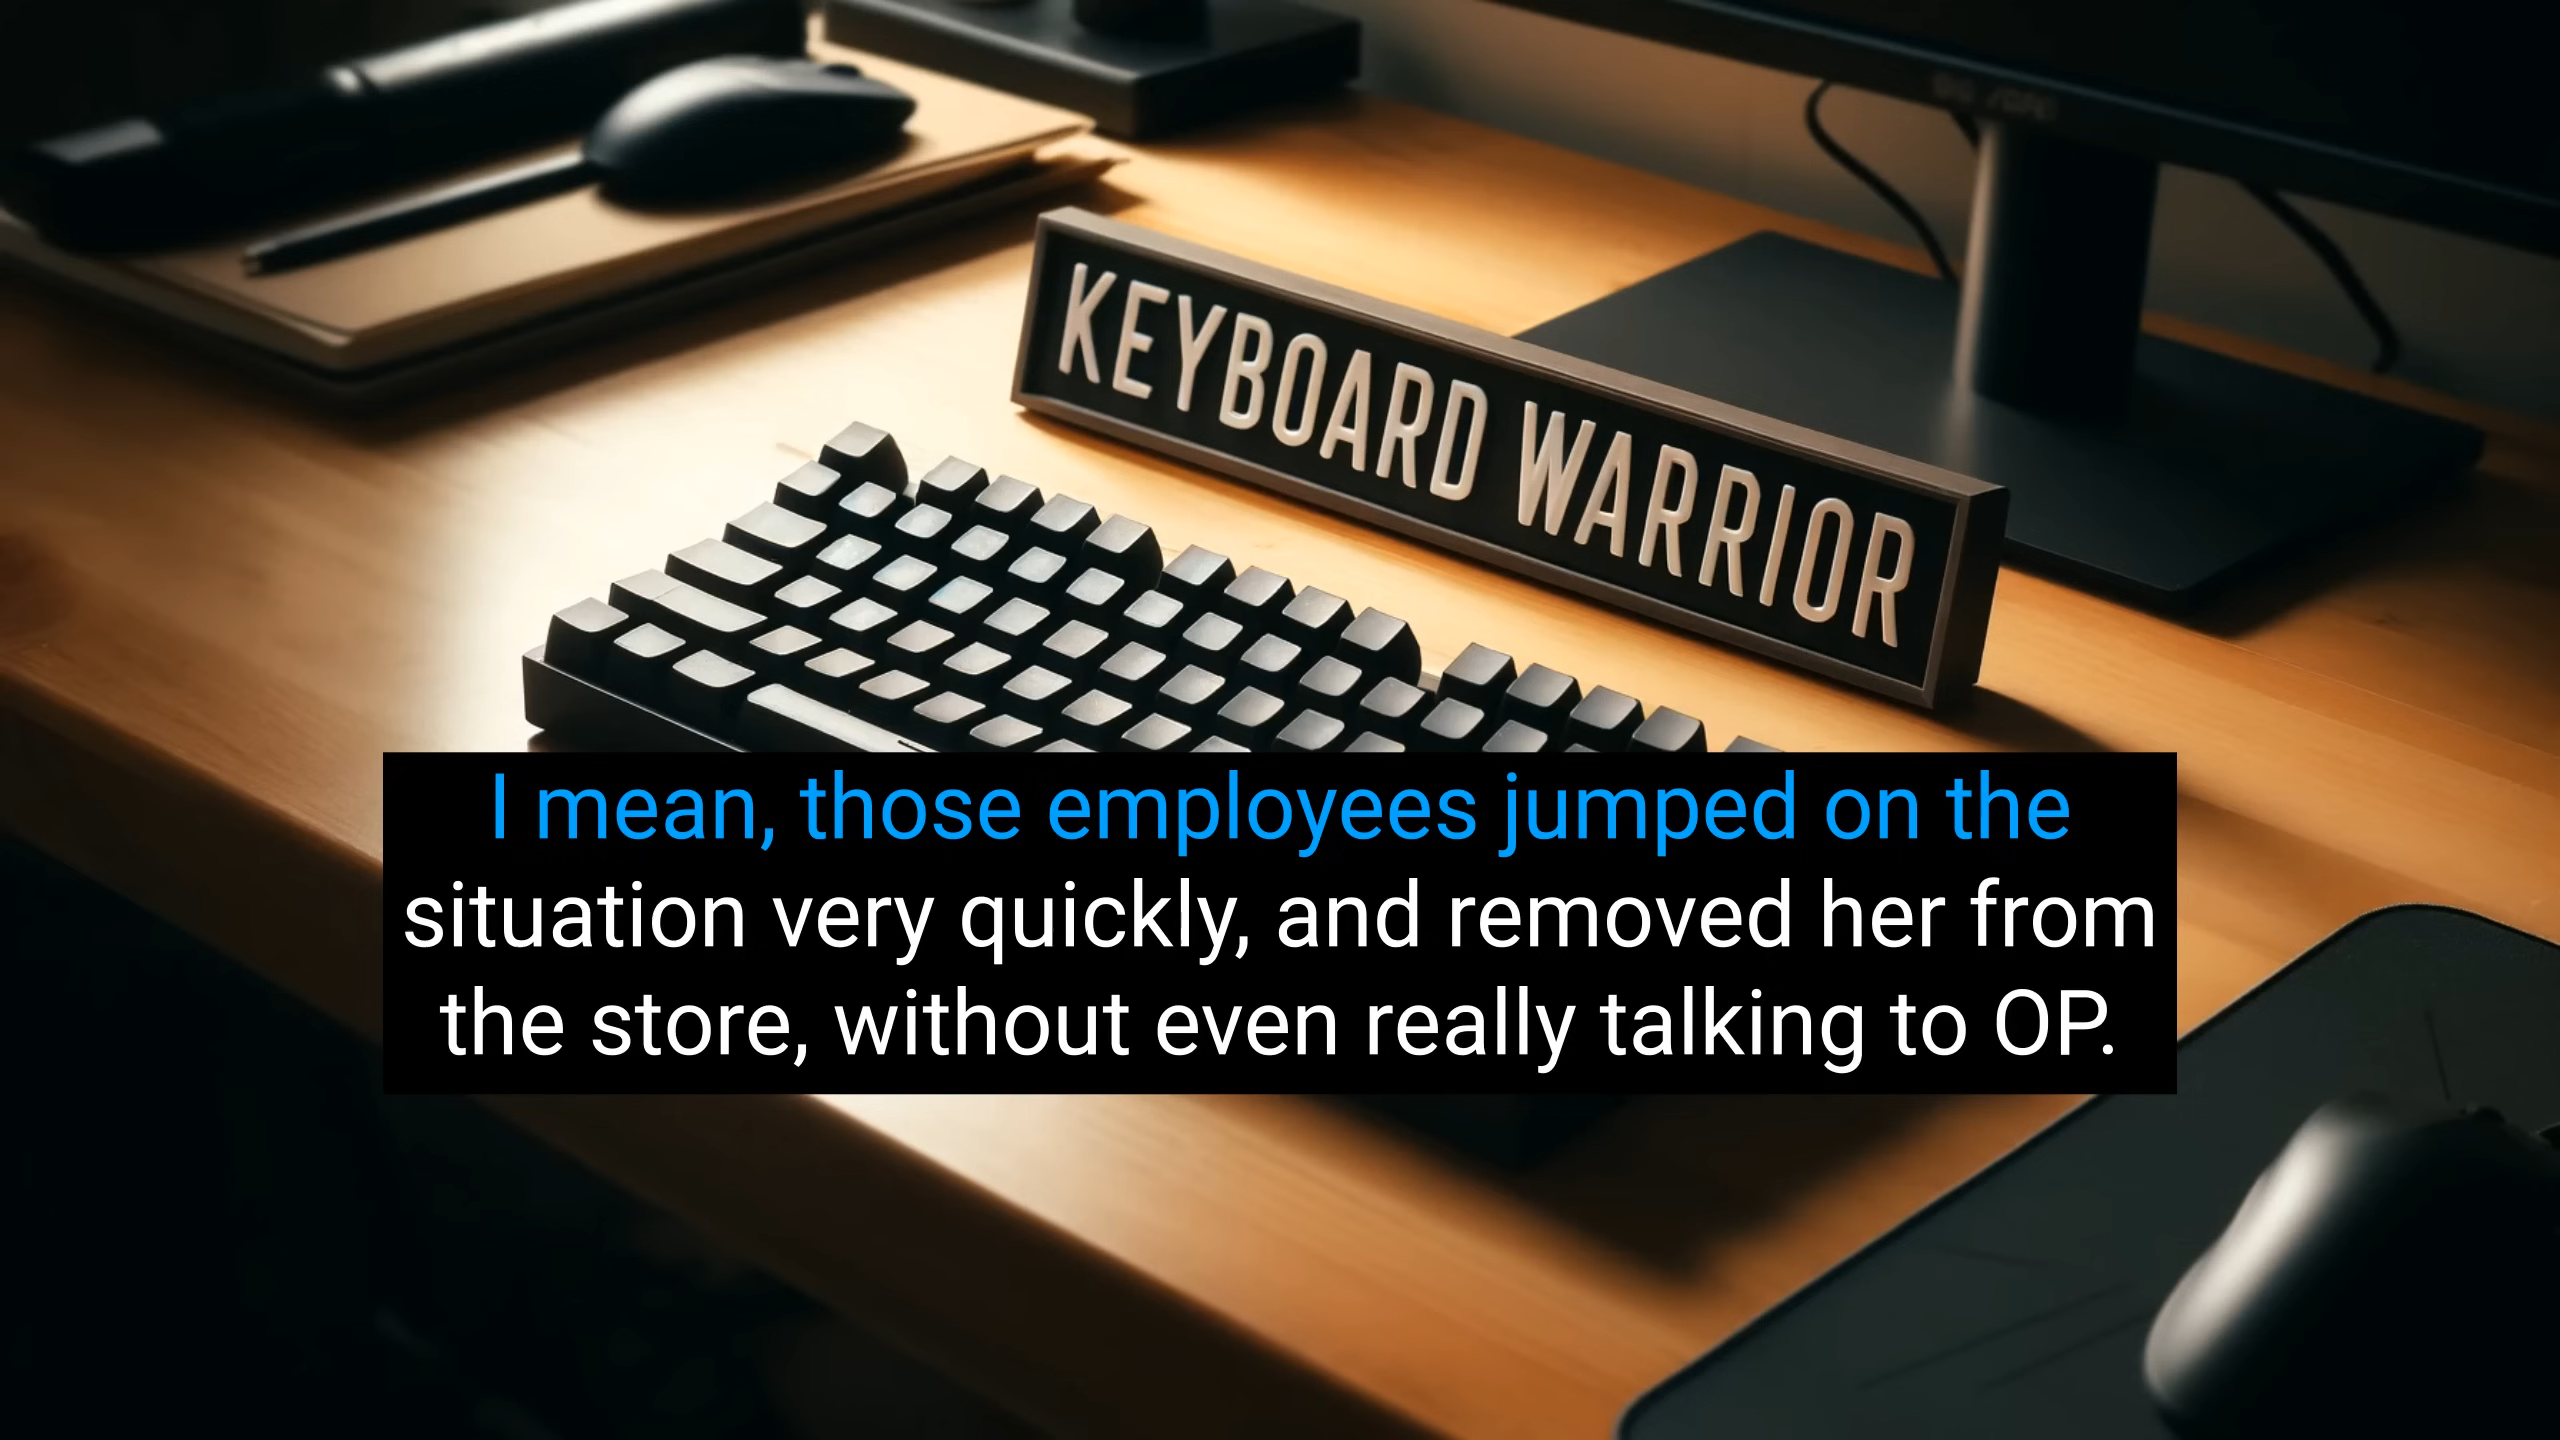 KEYBOARD WARRIOR
I mean, those employees jumped on the
situation very quickly, and removed her from
the store, without even really talking to OP.